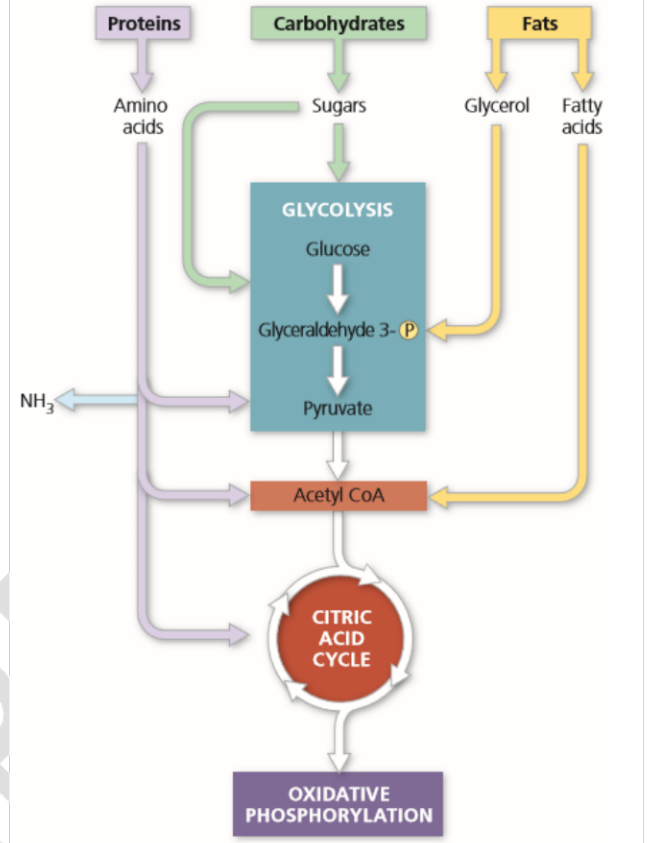 Proteins
Carbohydrates
Fats
Amino
acids
Sugars
Glycerol
Fatty
acids
GLYCOLYSIS
Glucose
Glyceraldehyde 3- P
NH3
Pyruvate
Acetyl CoA
CITRIC
ACID
CYCLE
OXIDATIVE
PHOSPHORYLATION